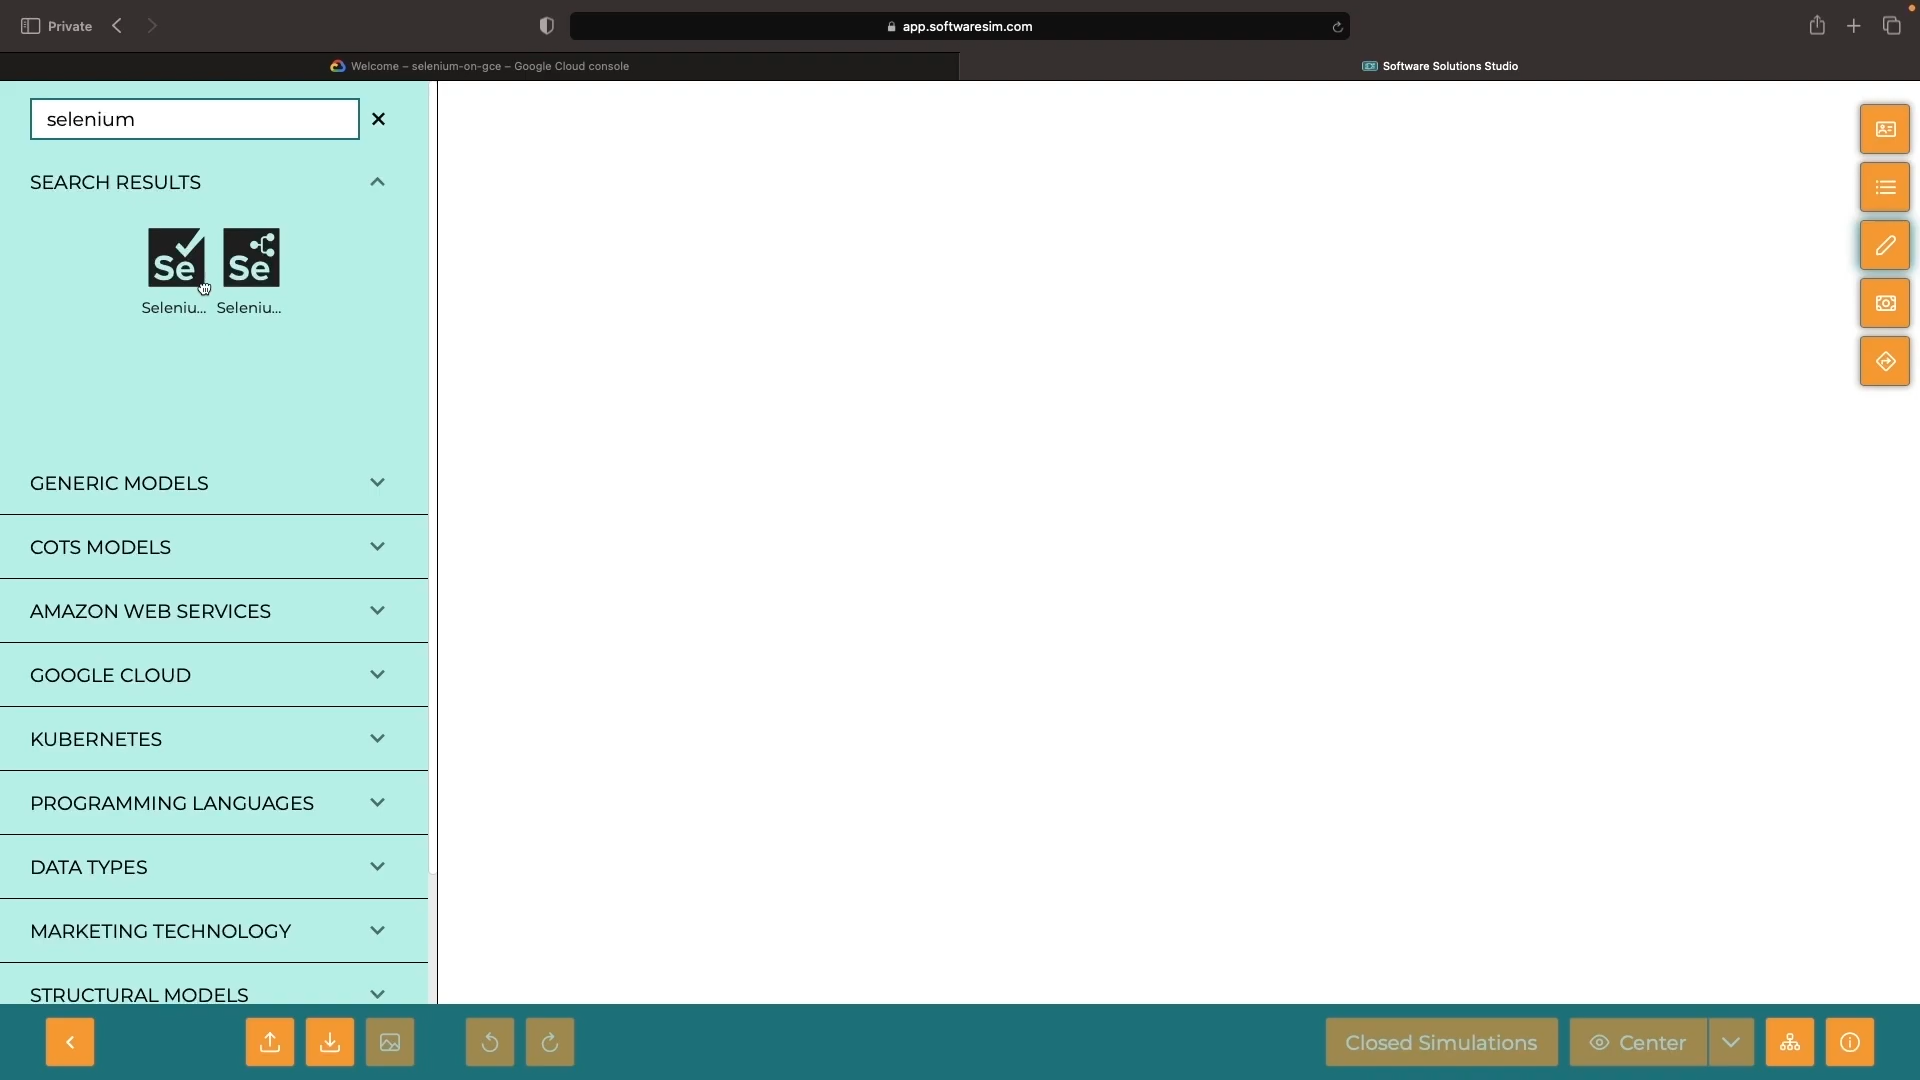 Private
app.softwaresim.com
Welcome – selenium-on-gce – Google Cloud console
Software Solutions Studio
selenium
SEARCH RESULTS
Se Se
Seleniu... Seleniu...
GENERIC MODELS
COTS MODELS
AMAZON WEB SERVICES
GOOGLE CLOUD
KUBERNETES
PROGRAMMING LANGUAGES
DATA TYPES
MARKETING TECHNOLOGY
STRUCTURAL MODELS
Closed Simulations
Center